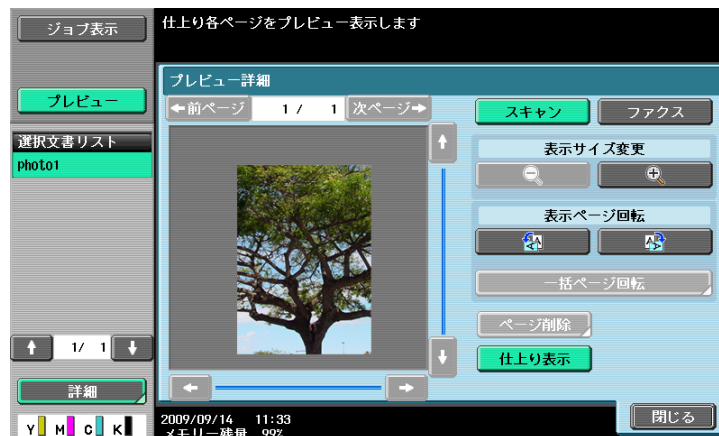 ジョブ表示
仕上り各ページをプレビュー表示します
プレビュー
選択文書リスト
photo1
プレビュー詳細
←前ページ 1 / 1 次ページ→
スキャン ファクス
表示サイズ変更
表示ページ回転
一括ページ回転
ページ削除
仕上り表示
↑ 1/ 1 ↓
詳細
Y M C K
2009/09/14 11:33
メモリー残量 99%
閉じる